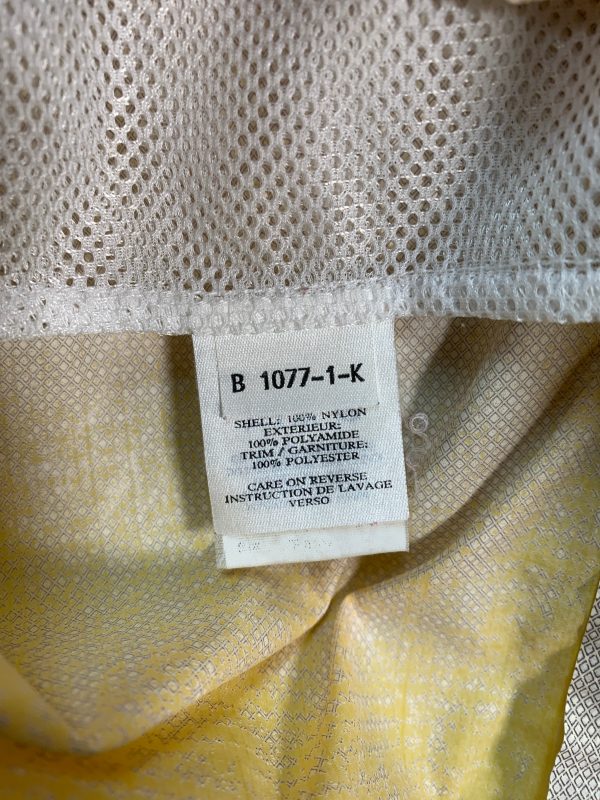 B 1077-1-K
SHELL: 100% NYLON
EXTERIEUR:
100% POLYAMIDE
TRIM / GARNITURE:
100% POLYESTER
CARE ON REVERSE
INSTRUCTION DE LAVAGE
VERSO